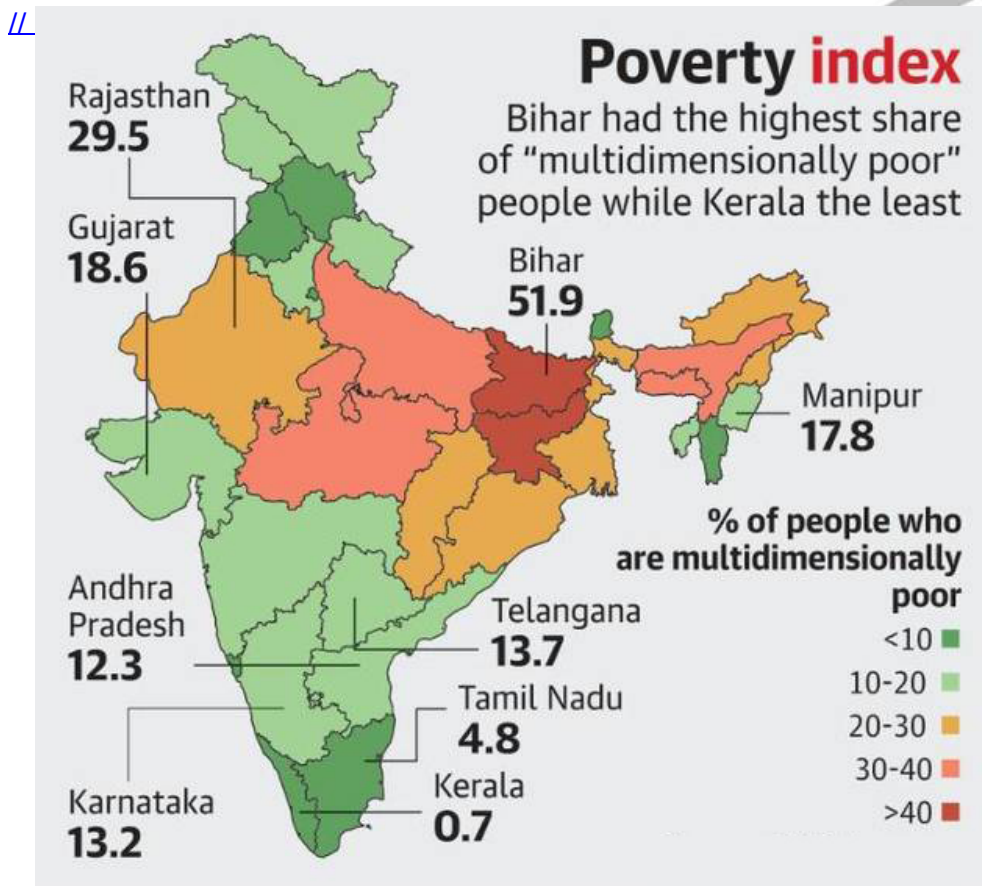 //
Poverty index
Bihar had the highest share
of “multidimensionally poor”
people while Kerala the least
Rajasthan
29.5
Gujarat
18.6
Bihar
51.9
Manipur
17.8
% of people who
are multidimensionally
poor
<10
10-20
20-30
30-40
>40
Andhra
Pradesh
12.3
Telangana
13.7
Tamil Nadu
4.8
Kerala
0.7
Karnataka
13.2